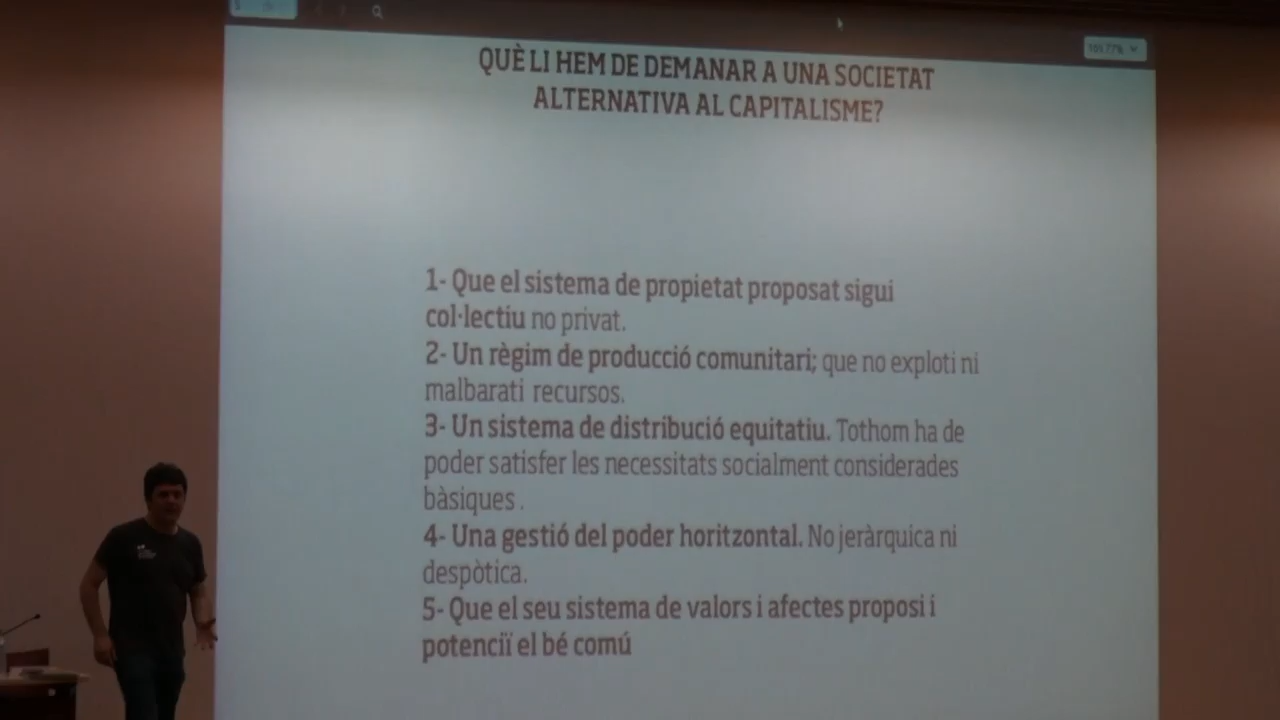 QUÈ LI HEM DE DEMANAR A UNA SOCIETAT
ALTERNATIVA AL CAPITALISME?
1- Que el sistema de propietat proposat sigui
col·lectiu no privat.
2- Un règim de producció comunitari; que no exploti ni
malbarati recursos.
3- Un sistema de distribució equitatiu. Tothom ha de
poder satisfer les necessitats socialment considerades
bàsiques .
4- Una gestió del poder horitzontal. No jeràrquica ni
despòtica.
5- Que el seu sistema de valors i afectes proposi i
potenciï el bé comú